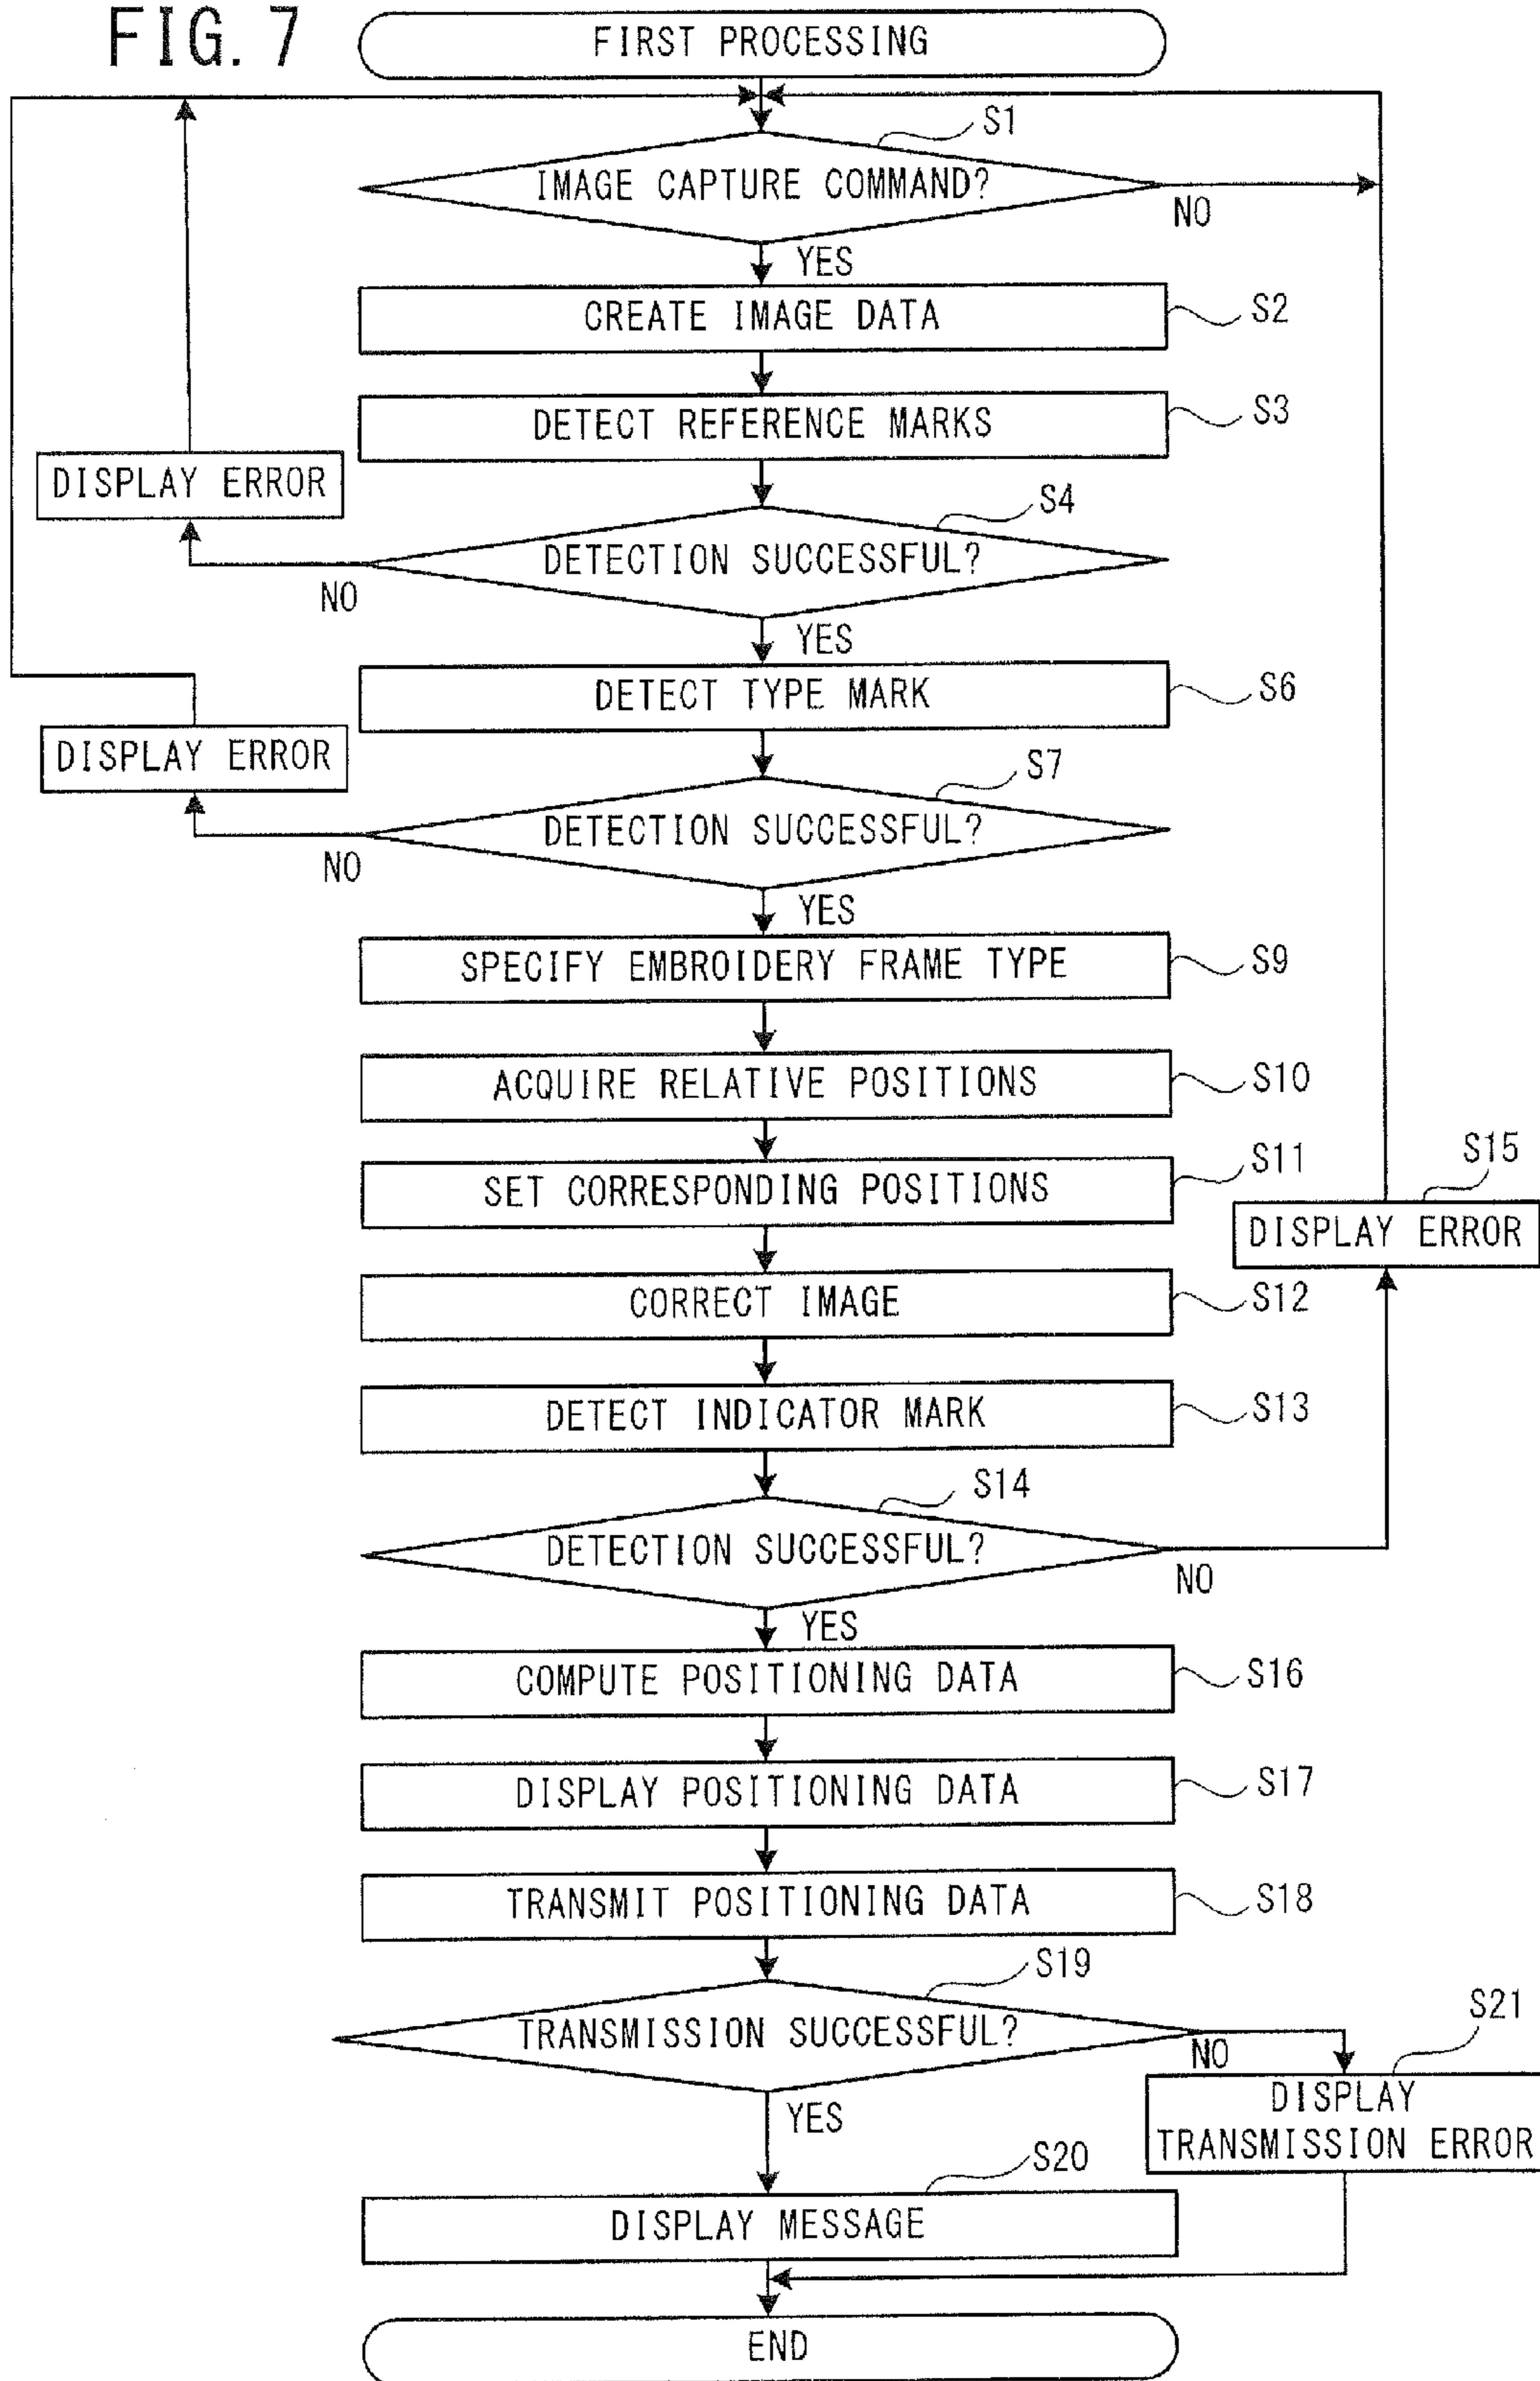 FIG. 7
FIRST PROCESSING
S1
IMAGE CAPTURE COMMAND?
NO
YES
CREATE IMAGE DATA
S2
DETECT REFERENCE MARKS
S3
DISPLAY ERROR
S4
DETECTION SUCCESSFUL?
NO
YES
DETECT TYPE MARK
S6
DISPLAY ERROR
S7
DETECTION SUCCESSFUL?
NO
YES
SPECIFY EMBROIDERY FRAME TYPE
S9
ACQUIRE RELATIVE POSITIONS
S10
SET CORRESPONDING POSITIONS
S11
S15
DISPLAY ERROR
CORRECT IMAGE
S12
DETECT INDICATOR MARK
S13
S14
DETECTION SUCCESSFUL?
NO
YES
COMPUTE POSITIONING DATA
S16
DISPLAY POSITIONING DATA
S17
TRANSMIT POSITIONING DATA
S18
S19
TRANSMISSION SUCCESSFUL?
NO
S21
DISPLAY
TRANSMISSION ERROR
YES
S20
DISPLAY MESSAGE
END